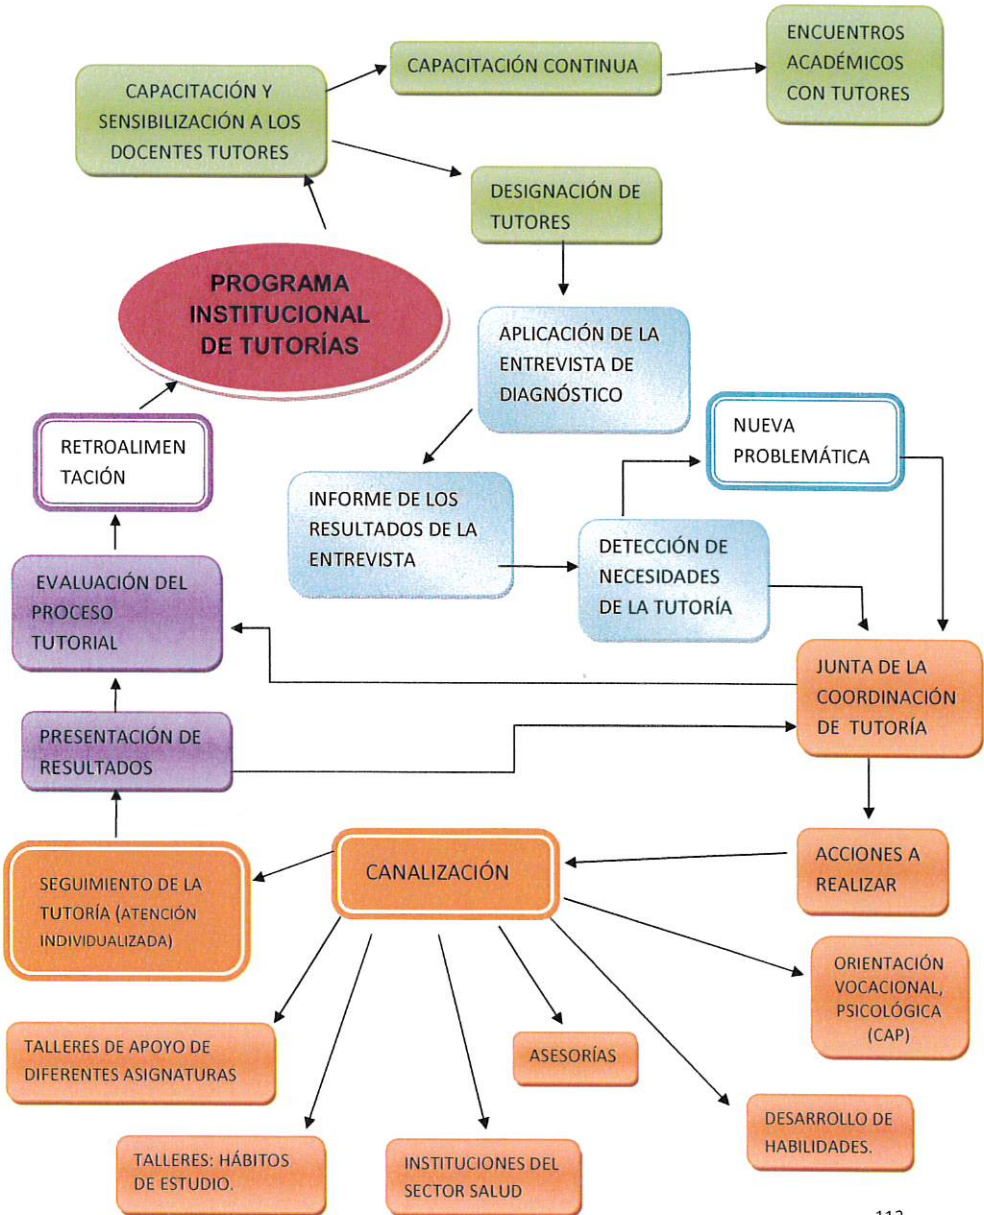 ENCUENTROS
ACADÉMICOS
CON TUTORES
CAPACITACIÓN CONTINUA
CAPACITACIÓN Y
SENSIBILIZACIÓN A LOS
DOCENTES TUTORES
DESIGNACIÓN DE
TUTORES
PROGRAMA
INSTITUCIONAL
DE TUTORÍAS
APLICACIÓN DE LA
ENTREVISTA DE
DIAGNÓSTICO
NUEVA
PROBLEMÁTICA
RETROALIMEN
TACIÓN
INFORME DE LOS
RESULTADOS DE LA
ENTREVISTA
DETECCIÓN DE
NECESIDADES
DE LA TUTORÍA
EVALUACIÓN DEL
PROCESO
TUTORIAL
JUNTA DE LA
COORDINACIÓN
DE TUTORÍA
PRESENTACIÓN DE
RESULTADOS
ACCIONES A
REALIZAR
CANALIZACIÓN
SEGUIMIENTO DE LA
TUTORÍA (ATENCIÓN
INDIVIDUALIZADA)
ORIENTACIÓN
VOCACIONAL,
PSICOLÓGICA
(CAP)
TALLERES DE APOYO DE
DIFERENTES ASIGNATURAS
ASESORÍAS
DESARROLLO DE
HABILIDADES.
TALLERES: HÁBITOS
DE ESTUDIO.
INSTITUCIONES DEL
SECTOR SALUD